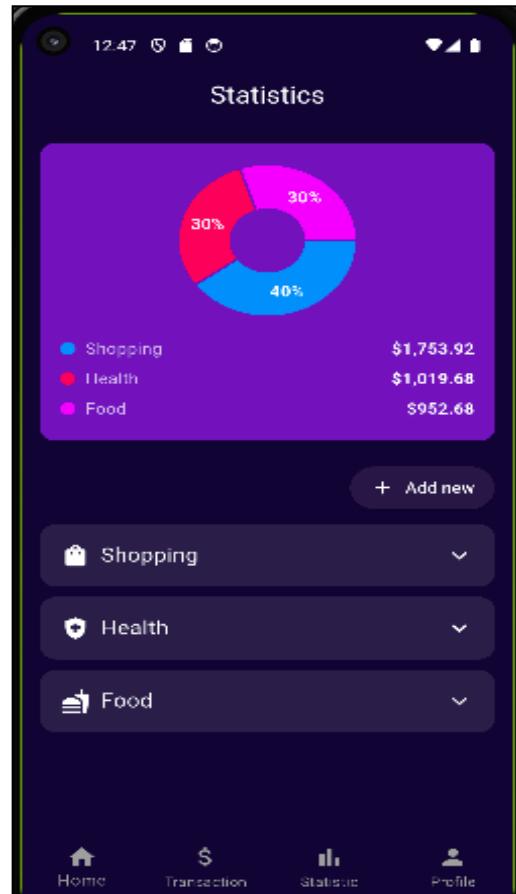 12.47
Statistics
30%
30%
40%
Shopping $1,753.92
Health $1,019.68
Food $952.68
+ Add new
Shopping
Health
Food
Home Transaction Statistic Profile